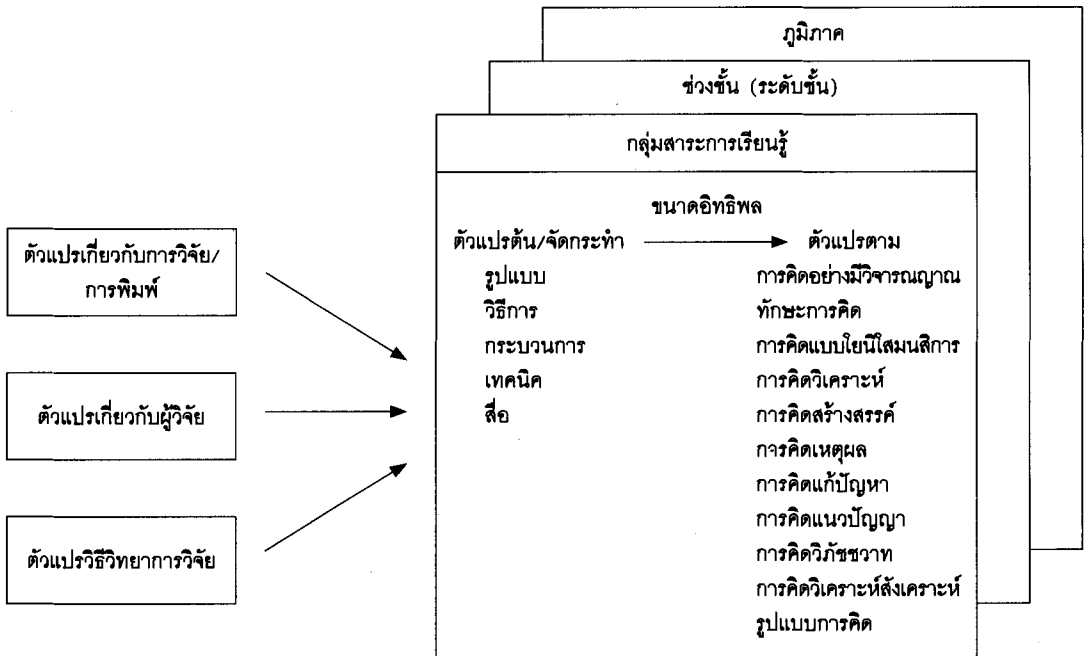 ภูมิภาค
ช่วงชั้น (ระดับชั้น)
กลุ่มสาระการเรียนรู้
ขนาดอิทธิพล
ตัวแปรต้น/จัดกระทำ
ตัวแปรตาม
รูปแบบ
วิธีการ
กระบวนการ
เทคนิค
สื่อ
การคิดอย่างมีวิจารณญาณ
ทักษะการคิด
การคิดแบบโยนิโสมนสิการ
การคิดวิเคราะห์
การคิดสร้างสรรค์
การคิดเหตุผล
การคิดแก้ปัญหา
การคิดแนวปัญญา
การคิดวิภัชชวาท
การคิดวิเคราะห์สังเคราะห์
รูปแบบการคิด
ตัวแปรเกี่ยวกับการวิจัย/
การพิมพ์
ตัวแปรเกี่ยวกับผู้วิจัย
ตัวแปรวิธีวิทยาการวิจัย